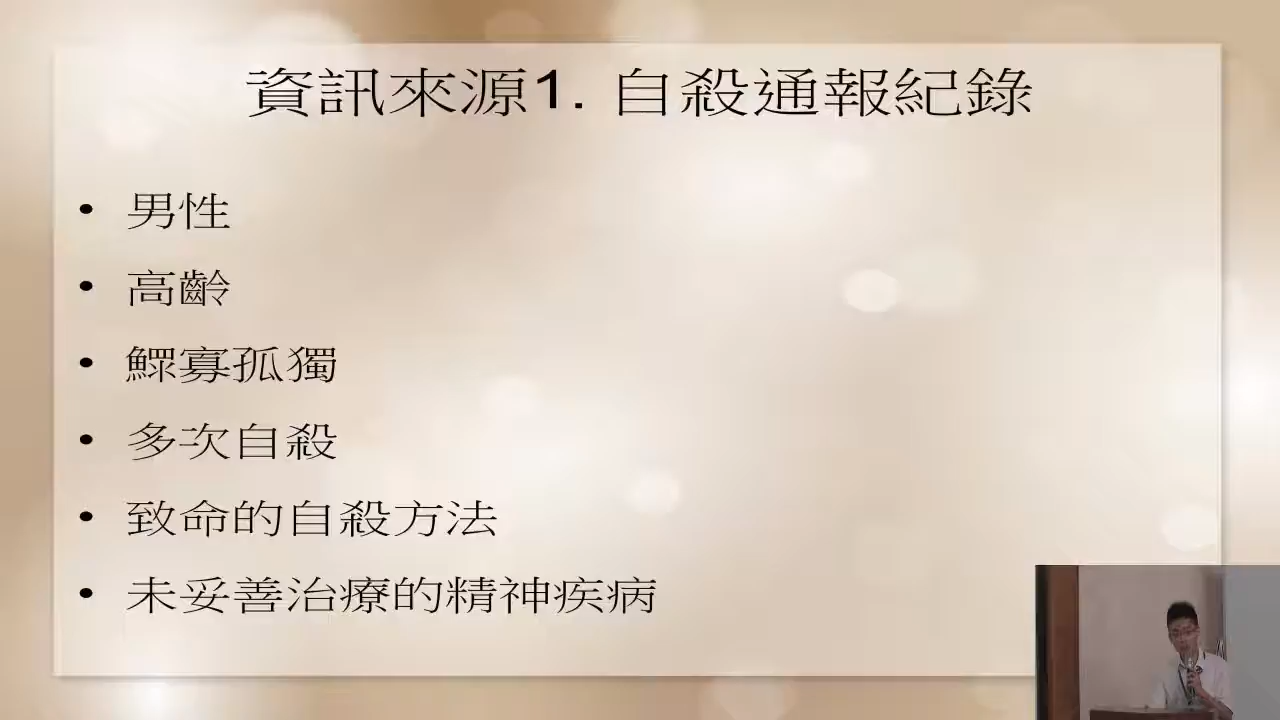 資訊來源1. 自殺通報紀錄
• 男性
• 高齡
• 鰥寡孤獨
• 多次自殺
• 致命的自殺方法
• 未妥善治療的精神疾病